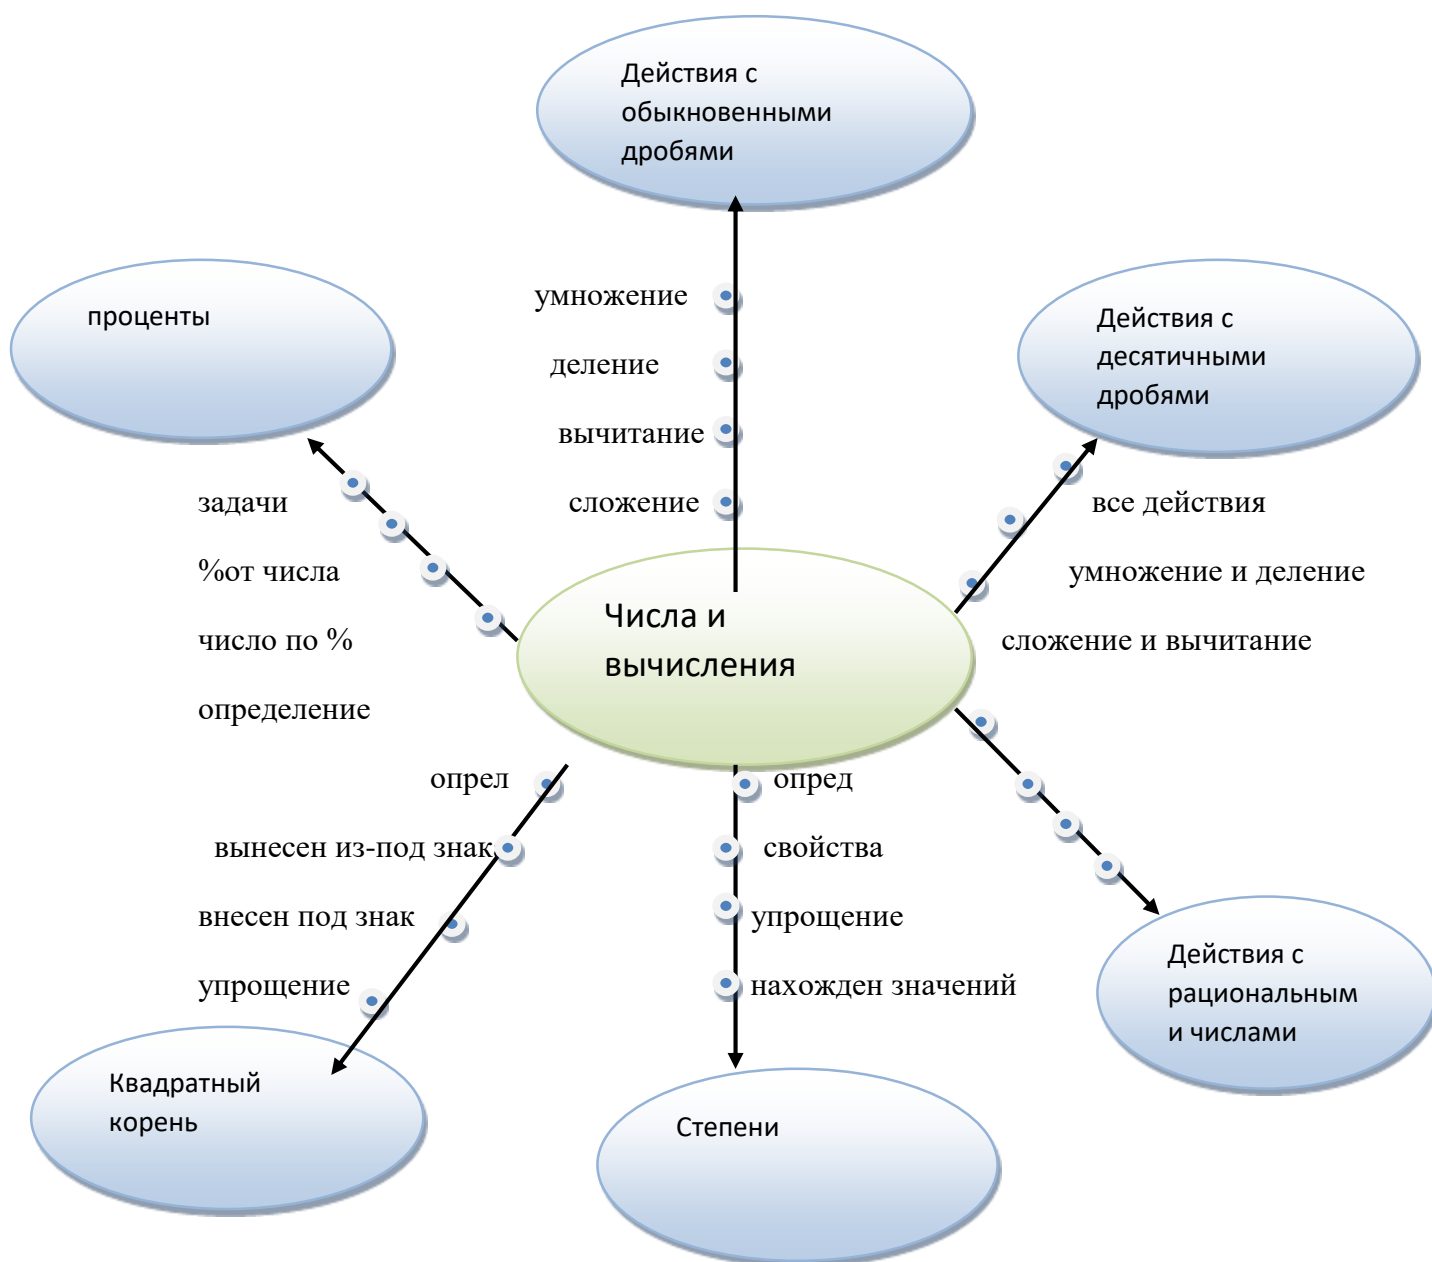 Действия с
обыкновенными
дробями
проценты
умножение
деление
вычитание
сложение
Действия с
десятичными
дробями
задачи
%от числа
число по %
определение
все действия
умножение и деление
сложение и вычитание
Числа и
вычисления
опрел
вынесен из-под знак
внесен под знак
упрощение
опред
свойства
упрощение
нахожден значений
Действия с
рациональным
и числами
Квадратный
корень
Степени